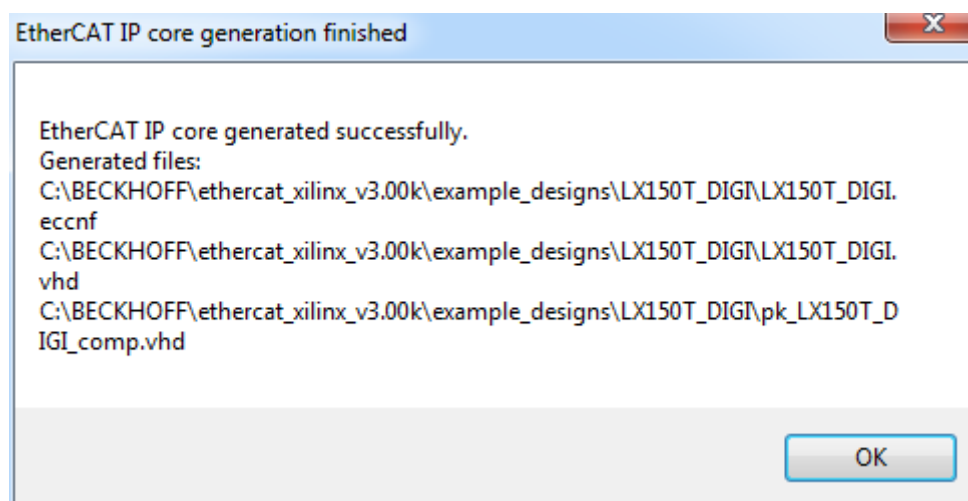 EtherCAT IP core generation finished
EtherCAT IP core generated successfully.
Generated files:
C:\BECKHOFF\ethercat_xilinx_v3.00k\example_designs\LX150T_DIGI\LX150T_DIGI.
eccnf
C:\BECKHOFF\ethercat_xilinx_v3.00k\example_designs\LX150T_DIGI\LX150T_DIGI.
vhd
C:\BECKHOFF\ethercat_xilinx_v3.00k\example_designs\LX150T_DIGI\pk_LX150T_D
IGI_comp.vhd
OK